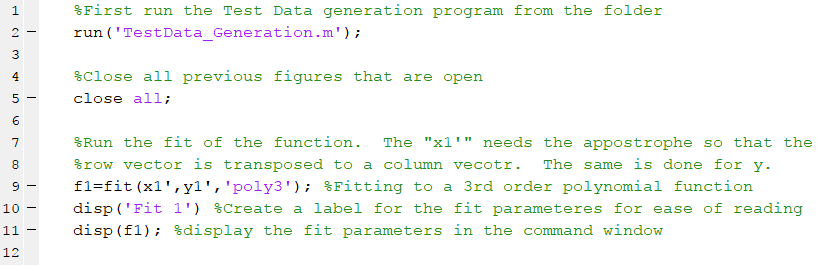 1 %First run the Test Data generation program from the folder
2 – run('TestData_Generation.m');
3
4 %Close all previous figures that are open
5 – close all;
6
7 %Run the fit of the function.  The "x1'" needs the appostrophe so that the
8 %row vector is transposed to a column vecotr.  The same is done for y.
9 – f1=fit(x1',y1','poly3'); %Fitting to a 3rd order polynomial function
10 – disp('Fit 1') %Create a label for the fit parameteres for ease of reading
11 – disp(f1); %display the fit parameters in the command window
12